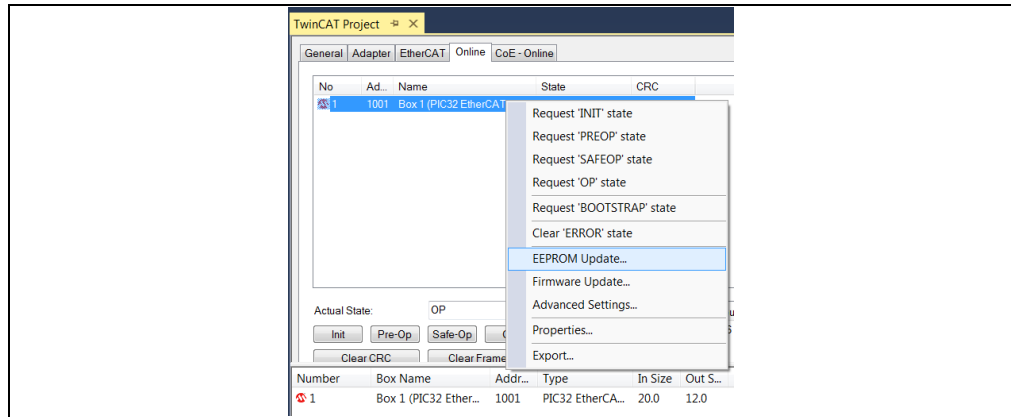 TwinCAT Project
General Adapter EtherCAT Online CoE - Online
No Ad... Name State CRC
1 1001 Box 1 (PIC32 EtherCAT
Request 'INIT' state
Request 'PREOP' state
Request 'SAFEOP' state
Request 'OP' state
Request 'BOOTSTRAP' state
Clear 'ERROR' state
EEPROM Update...
Firmware Update...
Advanced Settings...
Properties...
Export...
Actual State: OP
Init Pre-Op Safe-Op
Clear CRC Clear Frame
Number Box Name Addr... Type In Size Out S...
1 Box 1 (PIC32 Ether... 1001 PIC32 EtherCA... 20.0 12.0